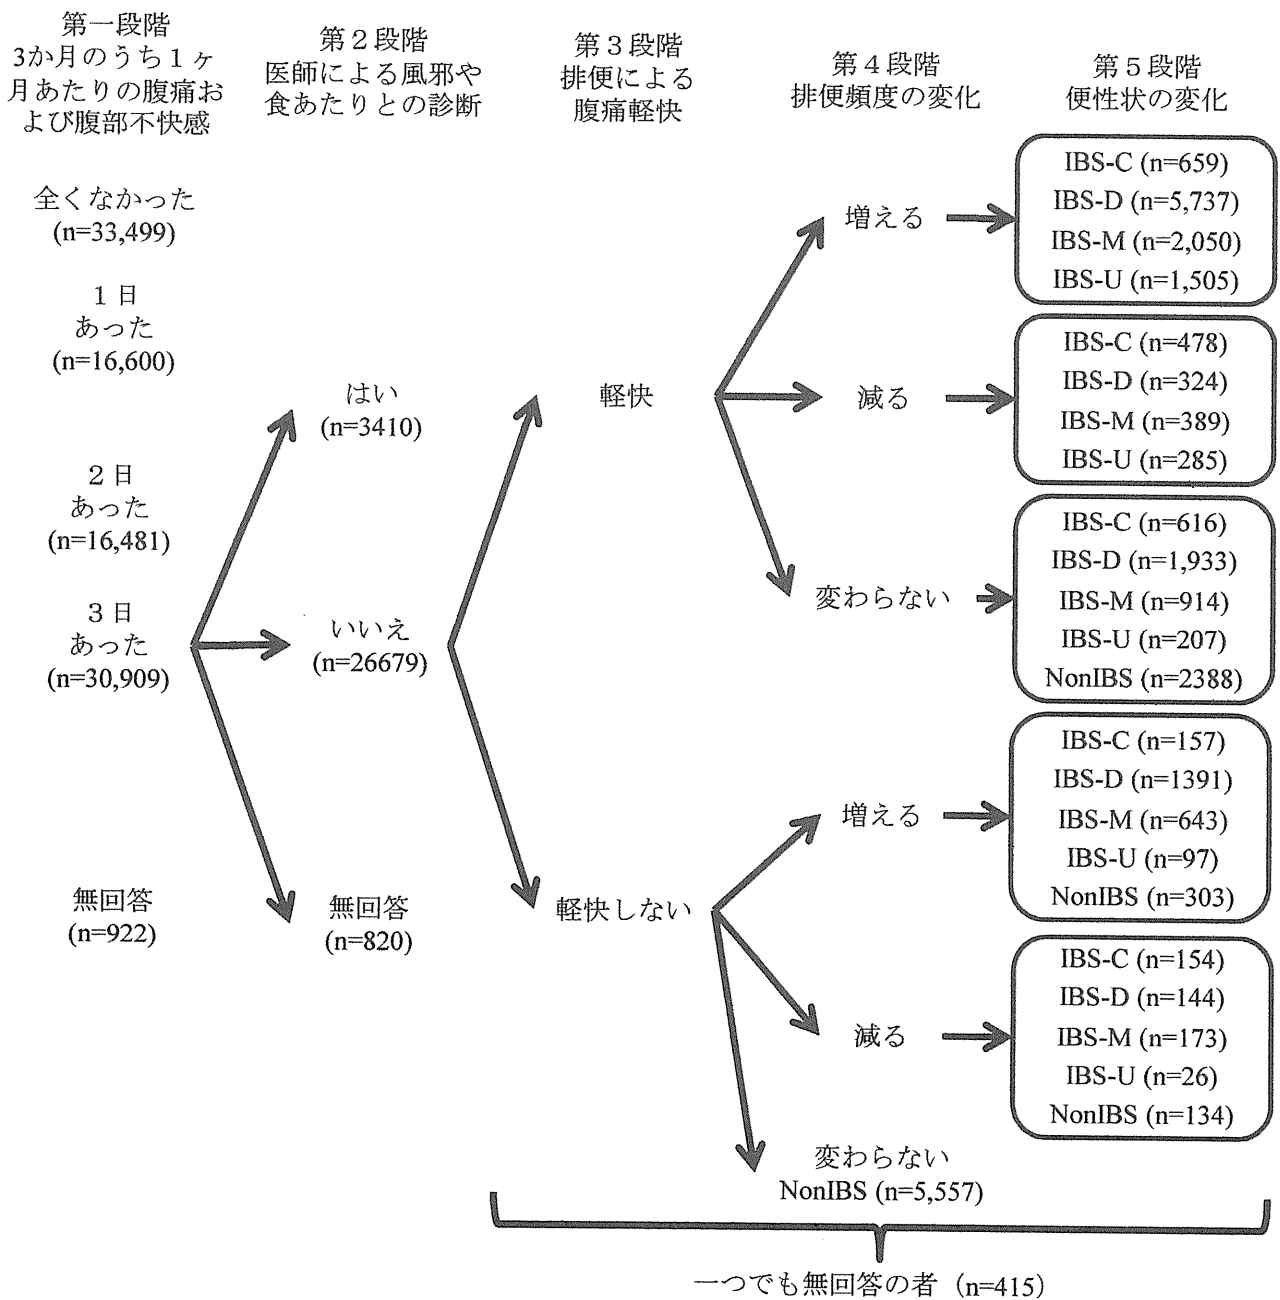 第一段階
3か月のうち１ヶ
月あたりの腹痛お
よび腹部不快感
全くなかった
(n=33,499)
１日
あった
(n=16,600)
２日
あった
(n=16,481)
３日
あった
(n=30,909)
無回答
(n=922)
第２段階
医師による風邪や
食あたりとの診断
はい
(n=3410)
いいえ
(n=26679)
無回答
(n=820)
第３段階
排便による
腹痛軽快
軽快
軽快しない
第４段階
排便頻度の変化
増える
減る
変わらない
増える
減る
変わらない
NonIBS (n=5,557)
第５段階
便性状の変化
IBS-C (n=659)
IBS-D (n=5,737)
IBS-M (n=2,050)
IBS-U (n=1,505)
IBS-C (n=478)
IBS-D (n=324)
IBS-M (n=389)
IBS-U (n=285)
IBS-C (n=616)
IBS-D (n=1,933)
IBS-M (n=914)
IBS-U (n=207)
NonIBS (n=2388)
IBS-C (n=157)
IBS-D (n=1391)
IBS-M (n=643)
IBS-U (n=97)
NonIBS (n=303)
IBS-C (n=154)
IBS-D (n=144)
IBS-M (n=173)
IBS-U (n=26)
NonIBS (n=134)
一つでも無回答の者（n=415）